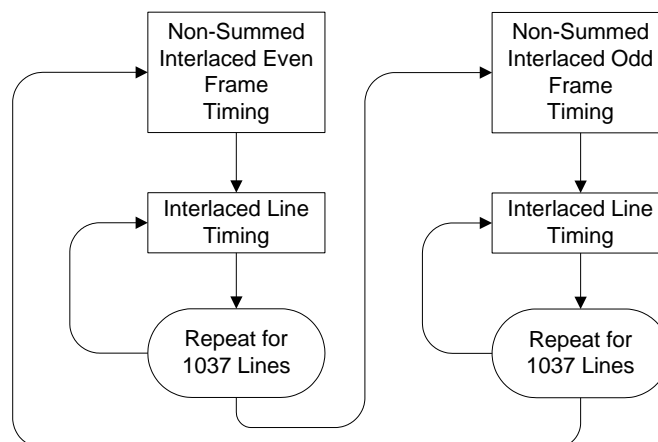 Non-Summed
Interlaced Even
Frame
Timing
Interlaced Line
Timing
Repeat for
1037 Lines
Non-Summed
Interlaced Odd
Frame
Timing
Interlaced Line
Timing
Repeat for
1037 Lines